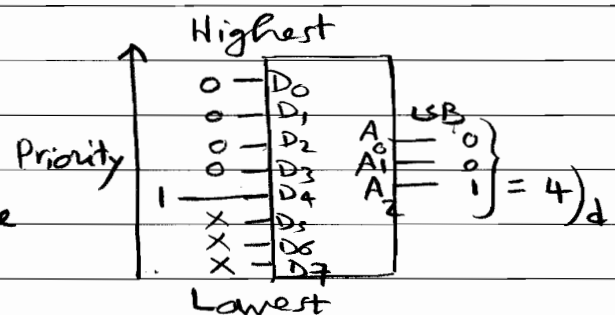 Highest
0 D0
0 D1
0 D2
0 D3
1 D4
X D5
X D6
X D7
Priority
LSB
A0 0
A1 0
A2 1
= 4)d
e
Lowest